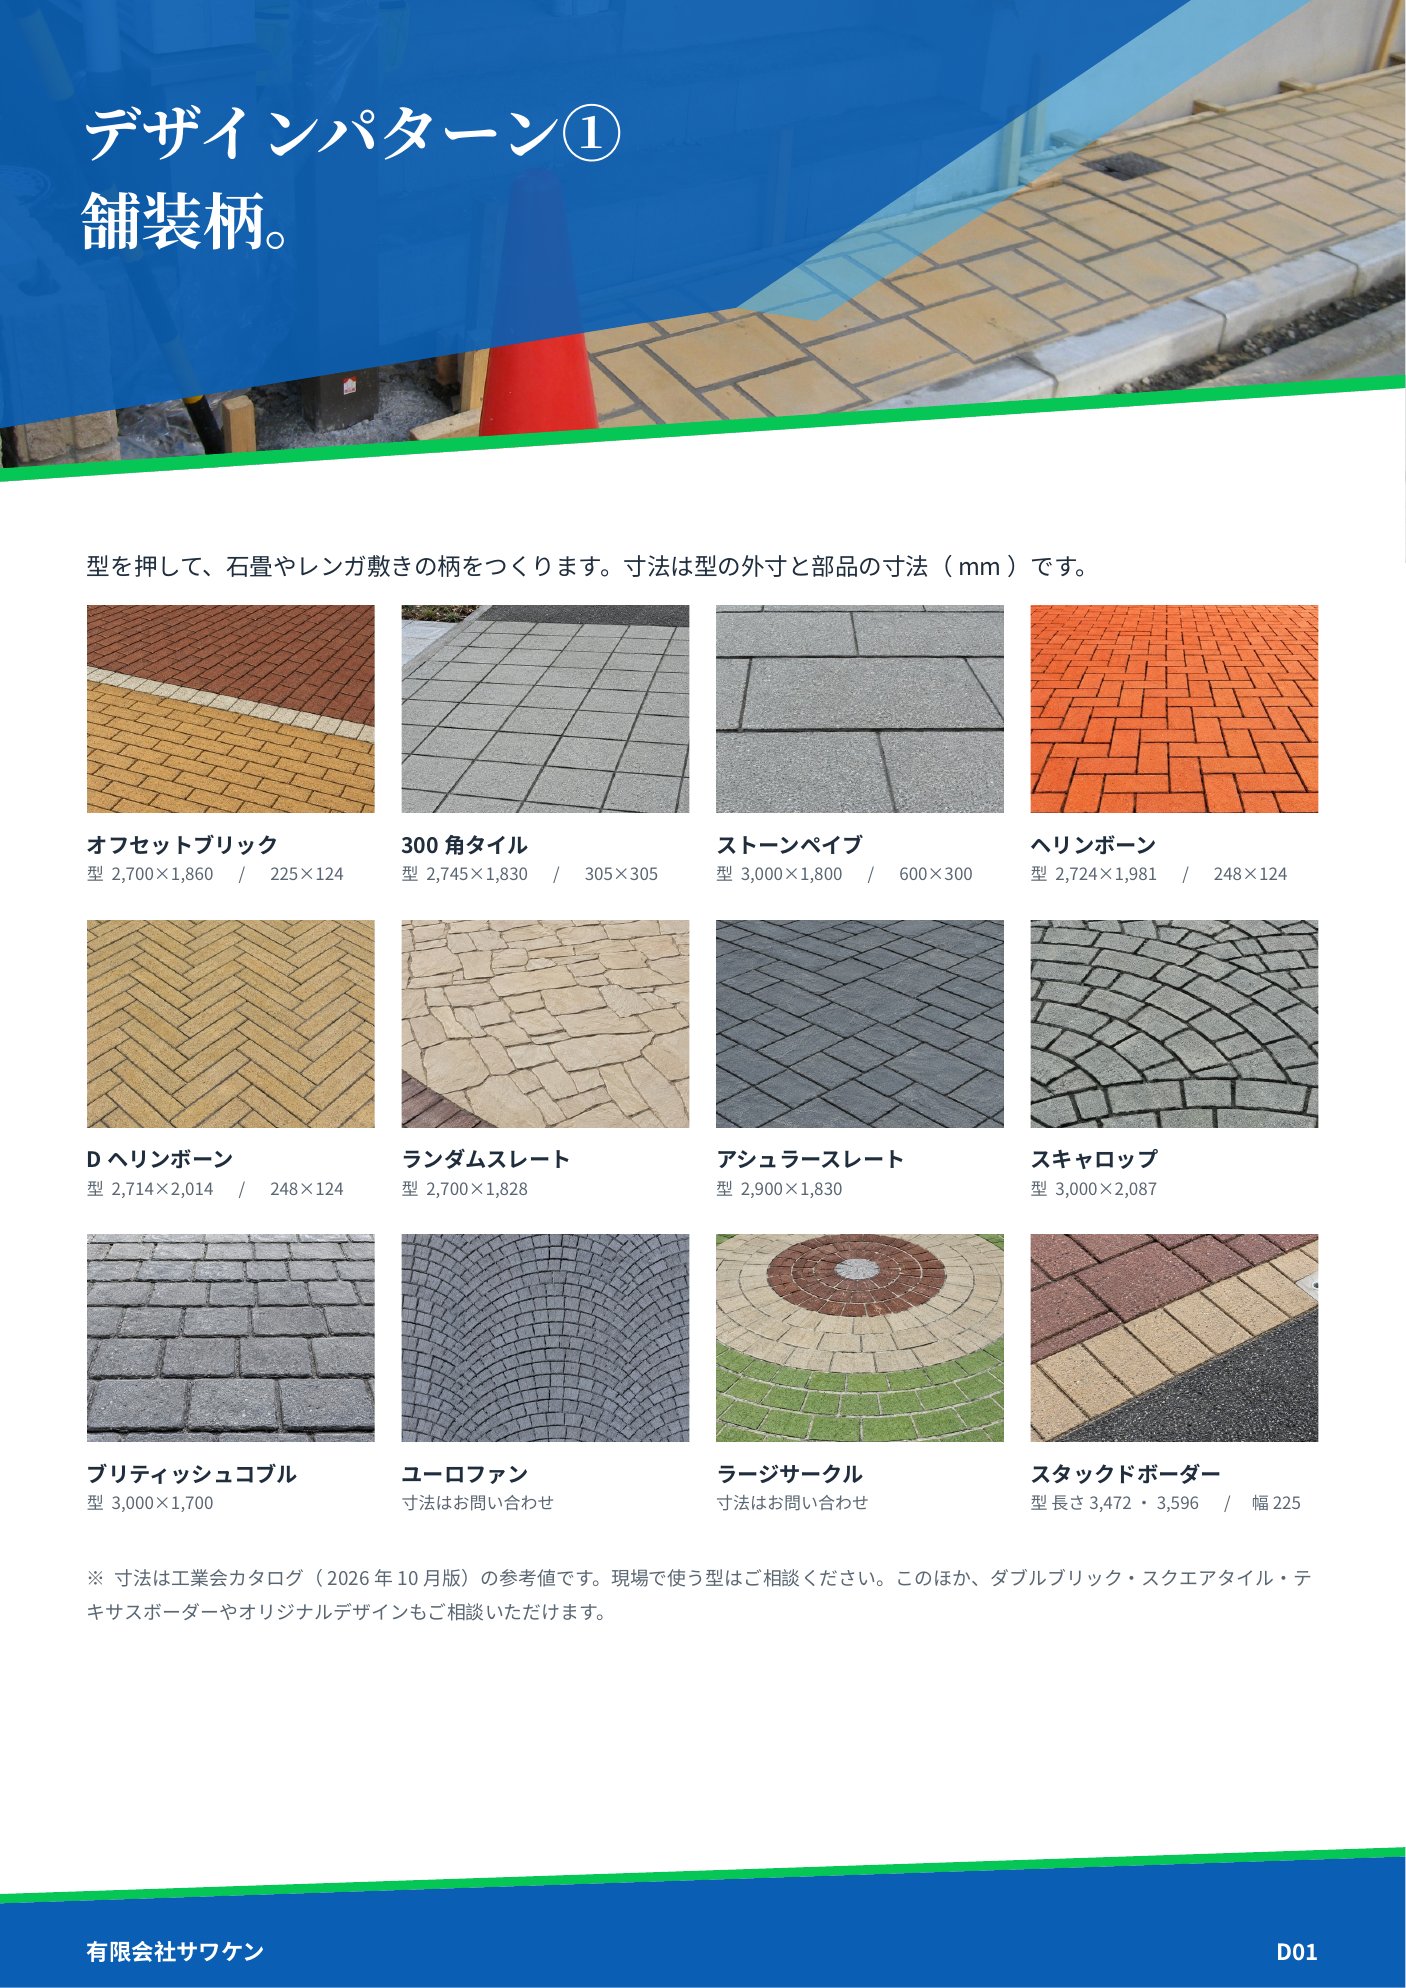 デザインパターン①
舗装柄。
型を押して、石畳やレンガ敷きの柄をつくります。寸法は型の外寸と部品の寸法（mm）です。
オフセットブリック
型 2,700×1,860 / 225×124
300 角タイル
型 2,745×1,830 / 305×305
ストーンペイブ
型 3,000×1,800 / 600×300
ヘリンボーン
型 2,724×1,981 / 248×124
D ヘリンボーン
型 2,714×2,014 / 248×124
ランダムスレート
型 2,700×1,828
アシュラースレート
型 2,900×1,830
スキャロップ
型 3,000×2,087
ブリティッシュコブル
型 3,000×1,700
ユーロファン
寸法はお問い合わせ
ラージサークル
寸法はお問い合わせ
スタックドボーダー
型 長さ 3,472 ・ 3,596 / 幅 225
※ 寸法は工業会カタログ（2026 年 10 月版）の参考値です。現場で使う型はご相談ください。このほか、ダブルブリック・スクエアタイル・テ
キサスボーダーやオリジナルデザインもご相談いただけます。
有限会社サワケン
D01